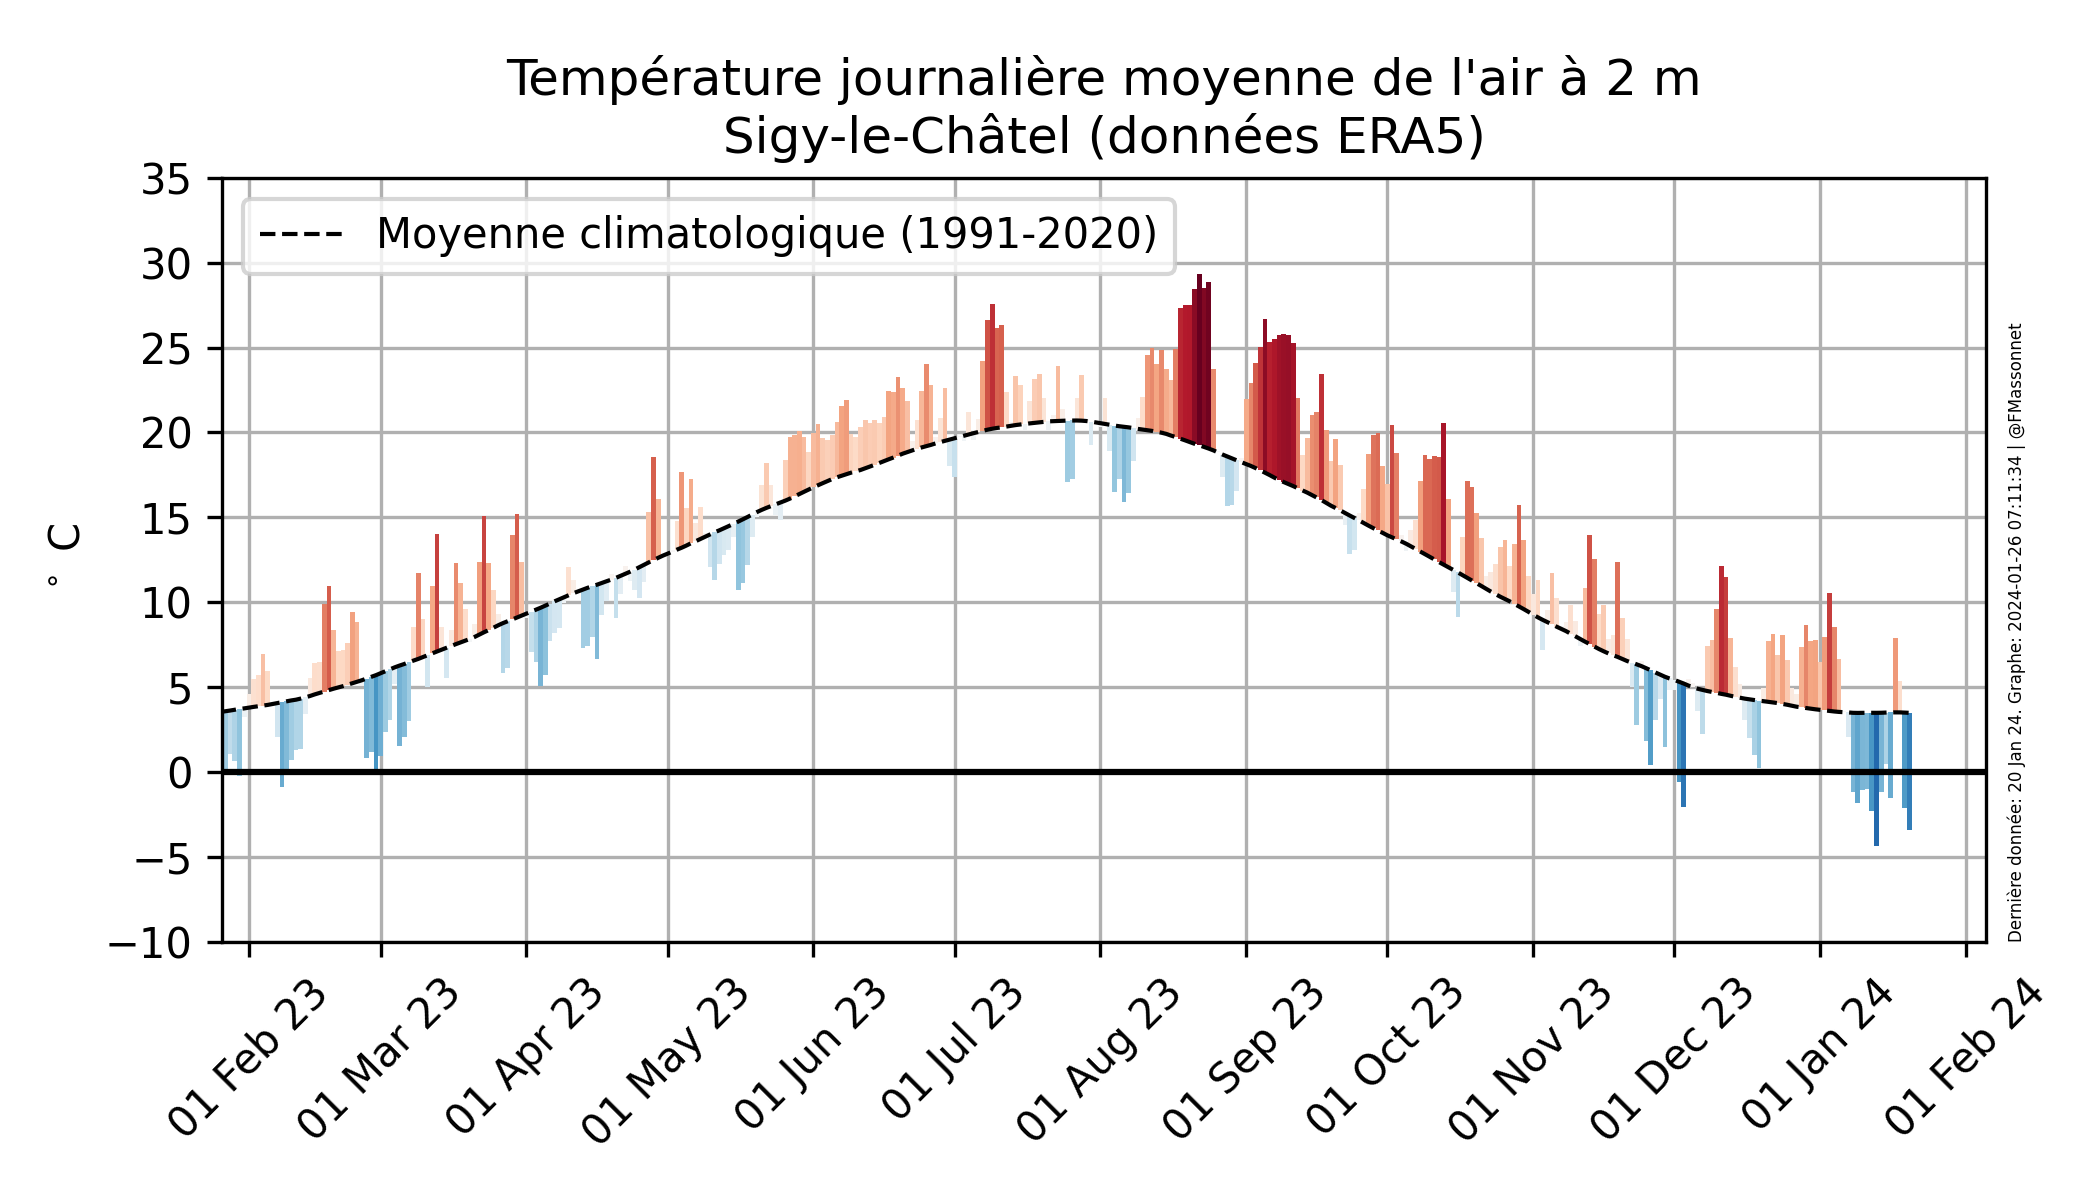 Température journalière moyenne de l'air à 2 m
Sigy-le-Châtel (données ERA5)
35
30
25
20
15
10
5
0
−5
−10
° C
Moyenne climatologique (1991-2020)
01 Feb 23
01 Mar 23
01 Apr 23
01 May 23
01 Jun 23
01 Jul 23
01 Aug 23
01 Sep 23
01 Oct 23
01 Nov 23
01 Dec 23
01 Jan 24
01 Feb 24
Dernière donnée: 20 Jan 24. Graphe: 2024-01-26 07:11:34 | @FMassonnet